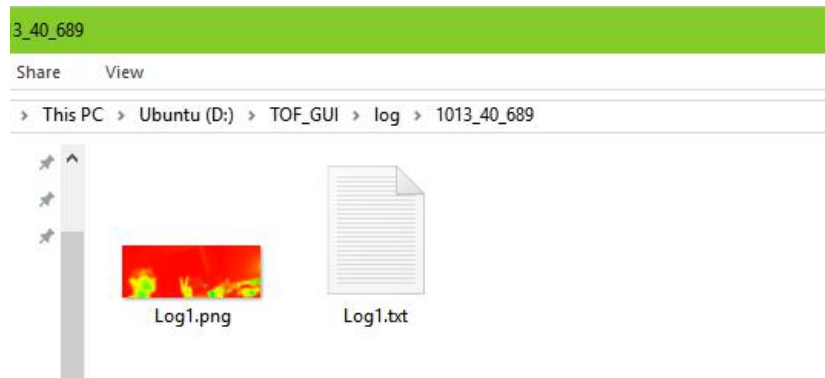 3_40_689
Share View
> This PC > Ubuntu (D:) > TOF_GUI > log > 1013_40_689
Log1.png Log1.txt